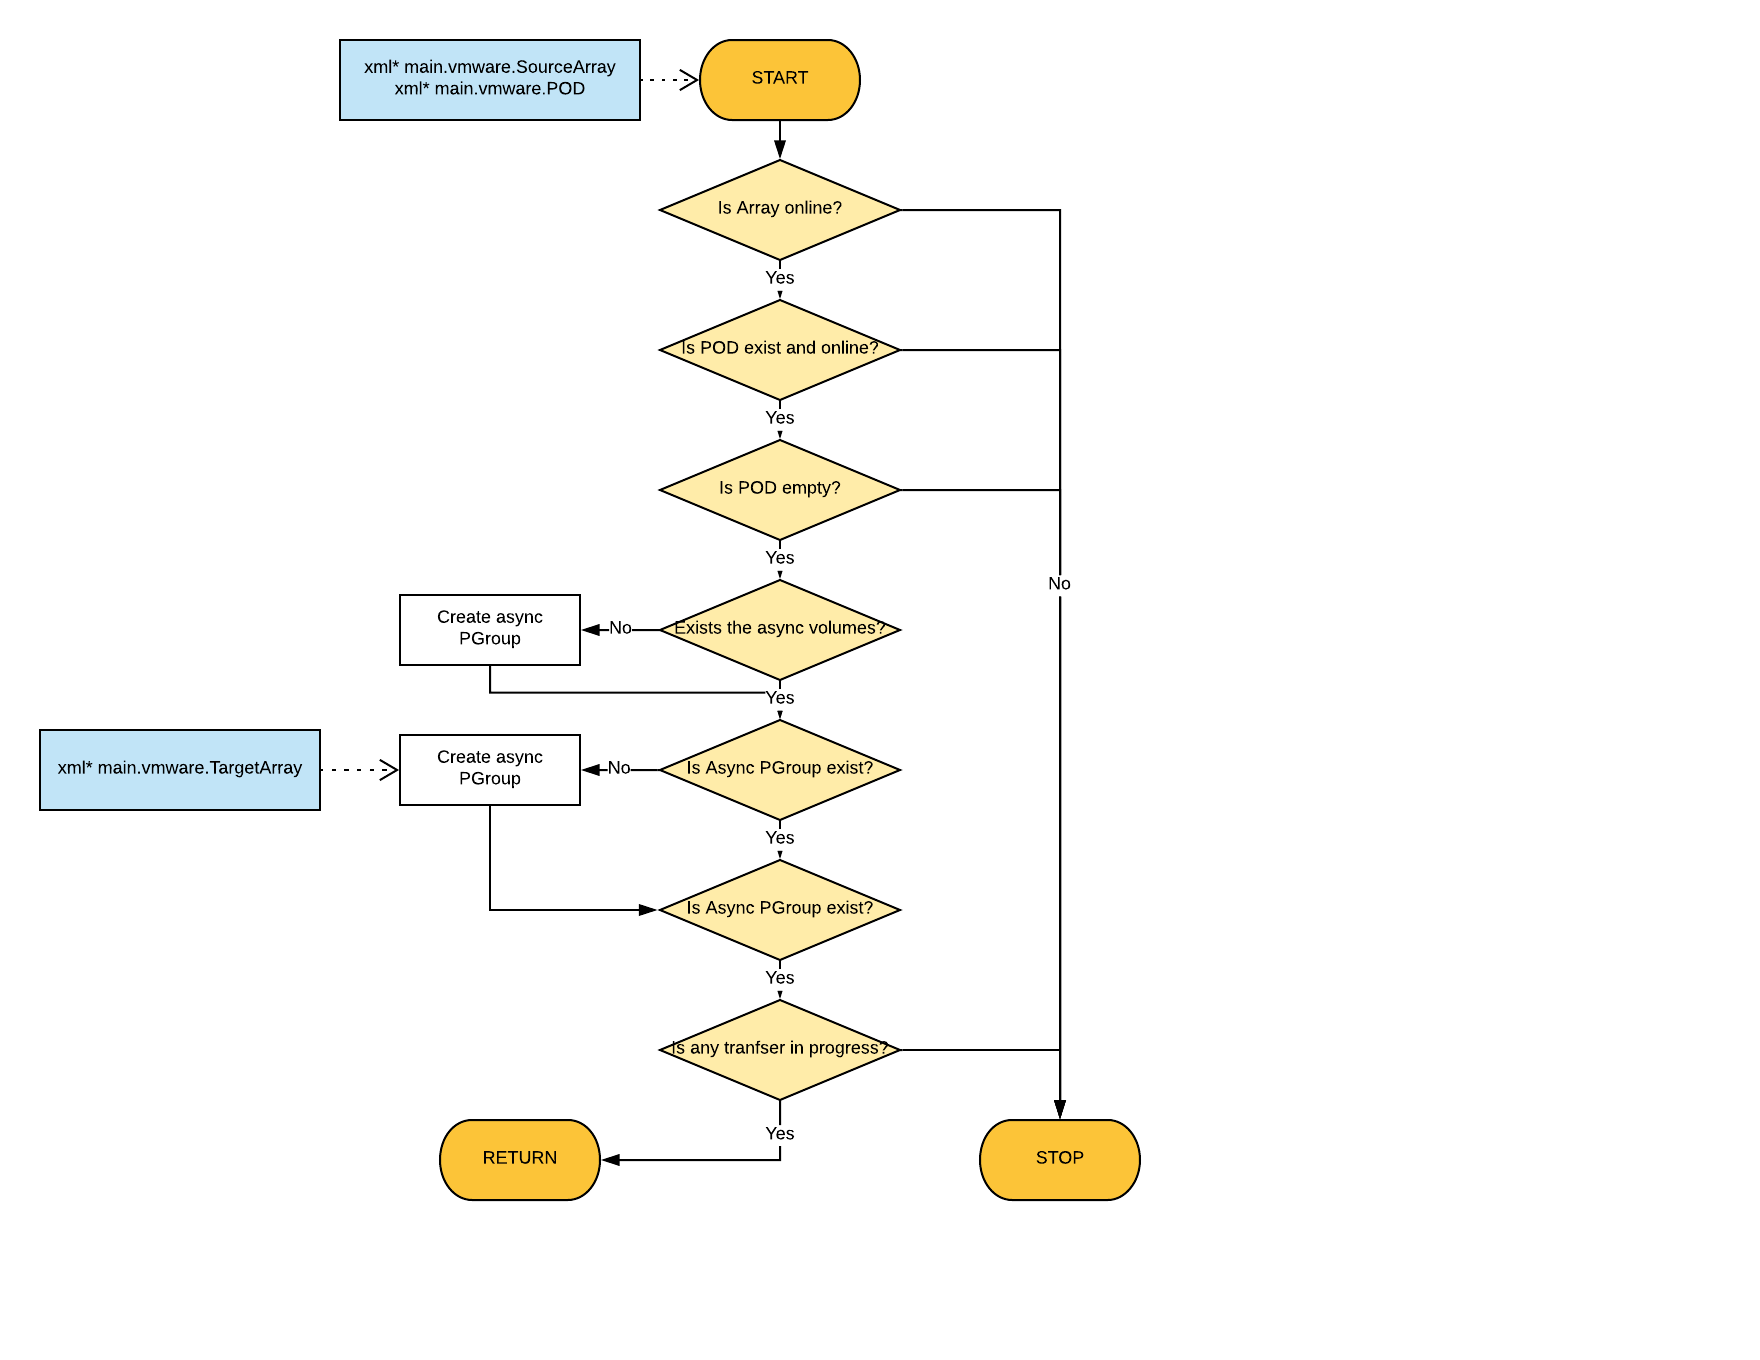 xml* main.vmware.SourceArray
xml* main.vmware.POD
START
Is Array online?
Yes
Is POD exist and online?
Yes
Is POD empty?
Yes
No
Create async
PGroup
No
Exists the async volumes?
Yes
xml* main.vmware.TargetArray
Create async
PGroup
No
Is Async PGroup exist?
Yes
Is Async PGroup exist?
Yes
Is any tranfser in progress?
Yes
RETURN
STOP